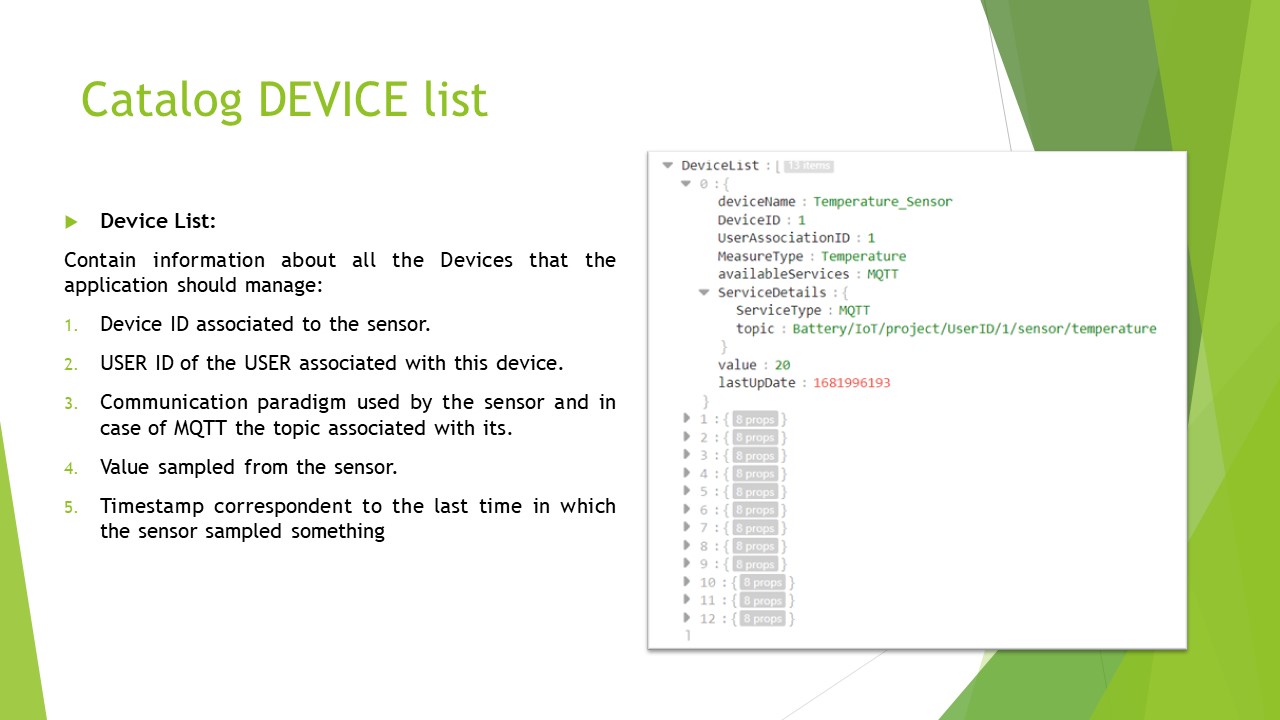 Catalog DEVICE list
Device List:
Contain information about all the Devices that the
application should manage:
1. Device ID associated to the sensor.
2. USER ID of the USER associated with this device.
3. Communication paradigm used by the sensor and in
case of MQTT the topic associated with its.
4. Value sampled from the sensor.
5. Timestamp correspondent to the last time in which
the sensor sampled something
DeviceList : [ 13 items
0 : {
deviceName : Temperature_Sensor
DeviceID : 1
UserAssociationID : 1
MeasureType : Temperature
availableServices : MQTT
ServiceDetails : {
ServiceType : MQTT
topic : Battery/IoT/project/UserID/1/sensor/temperature
}
value : 20
lastUpDate : 1681996193
}
1 : { 8 props }
2 : { 8 props }
3 : { 8 props }
4 : { 8 props }
5 : { 8 props }
6 : { 8 props }
7 : { 8 props }
8 : { 8 props }
9 : { 8 props }
10 : { 8 props }
11 : { 8 props }
12 : { 8 props }
]